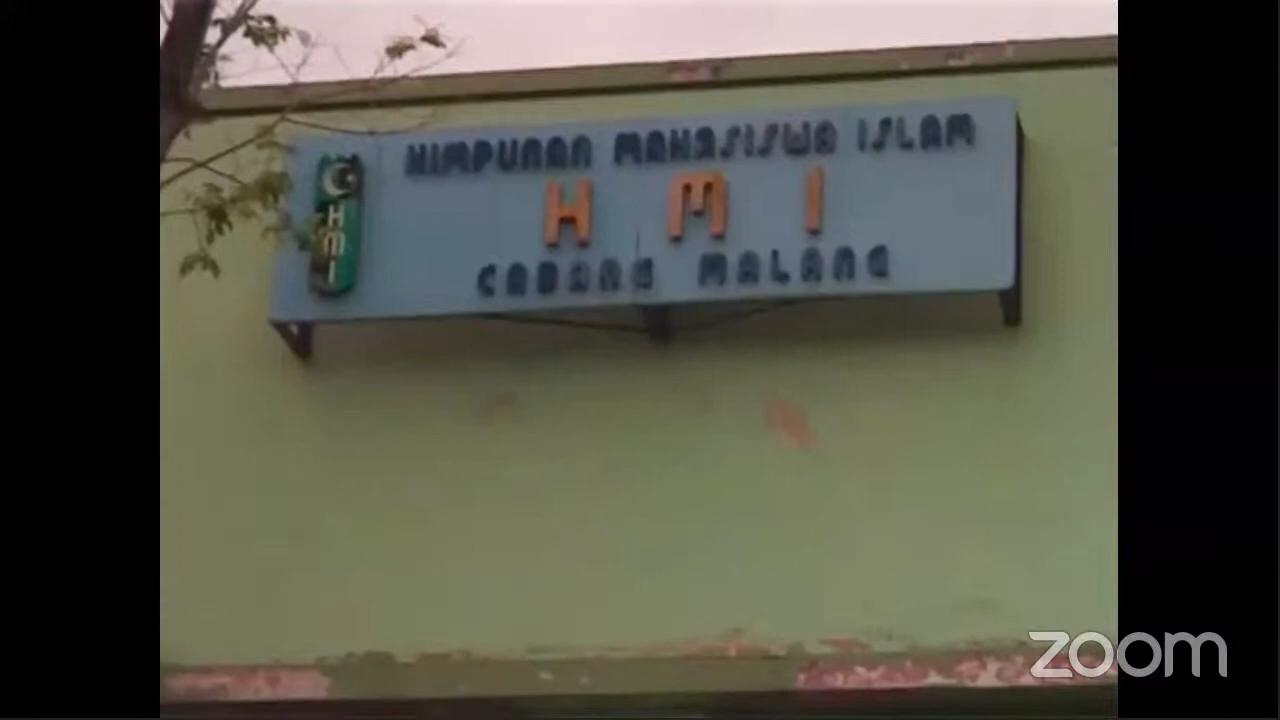 HIMPUNAN MAHASISWA ISLAM
HMI
H M I
CABANG MALANG
zoom